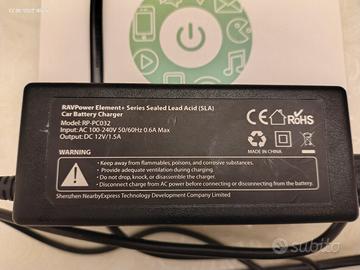 RAVPower Element+ Series Sealed Lead Acid (SLA)
Car Battery Charger
Model: RP-PC032
Input: AC 100-240V 50/60Hz 0.6A Max
Output: DC 12V/1.5A
CE RoHS
MADE IN CHINA
WARNING
• Keep away from flammables, poisons, and corrosive substances.
• Provide adequate ventilation during charging.
• Do not drop, knock, or disassemble the charger.
• Disconnect charger from AC power before connecting or disconnecting from the battery.
Shenzhen NearbyExpress Technology Development Company Limited
subito